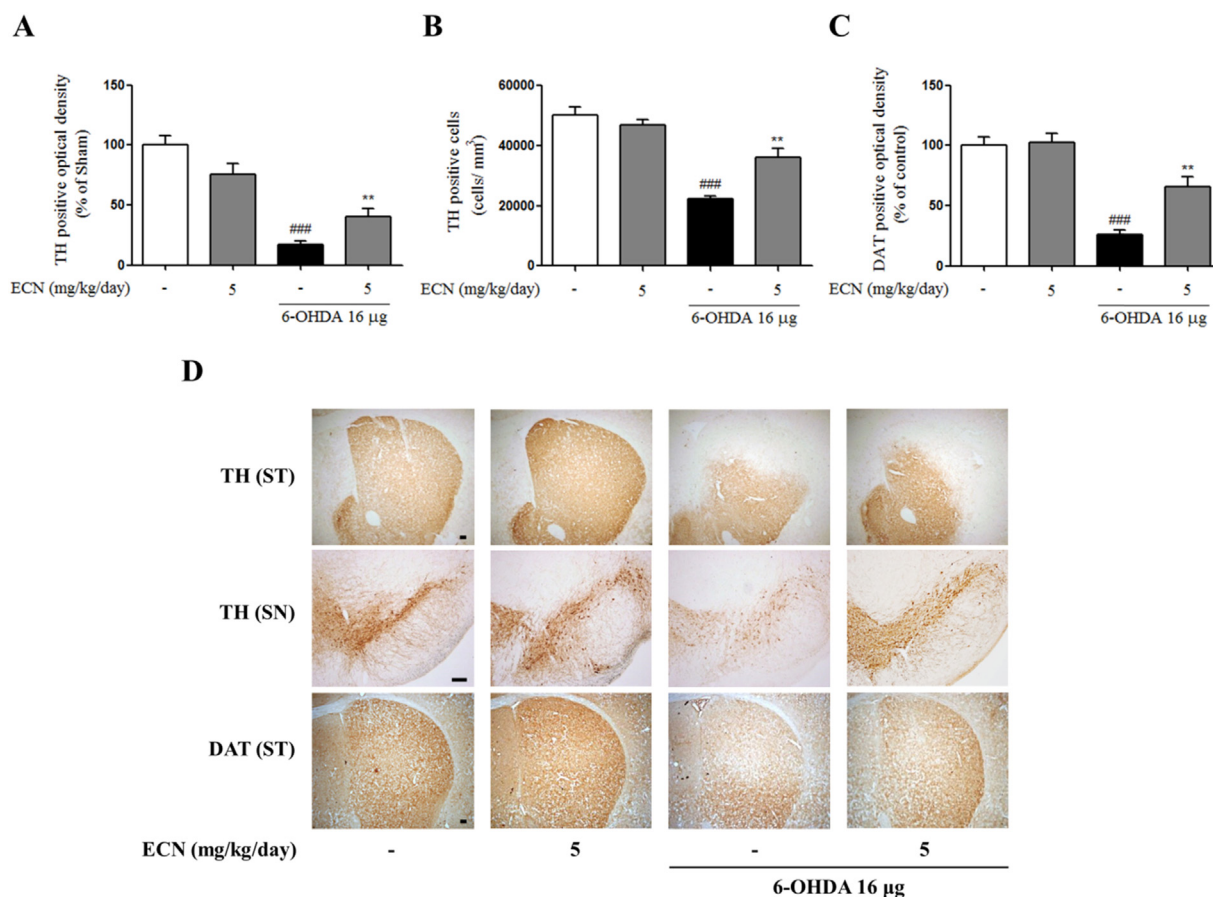 A
TH positive optical density
(% of Sham)
150
100
50
0
###
**
ECN (mg/kg/day)
- 5 - 5
6-OHDA 16 μg
B
TH positive cells
(cells/ mm³)
60000
40000
20000
0
###
**
ECN (mg/kg/day)
- 5 - 5
6-OHDA 16 μg
C
DAT positive optical density
(% of control)
150
100
50
0
###
**
ECN (mg/kg/day)
- 5 - 5
6-OHDA 16 μg
D
TH (ST)
TH (SN)
DAT (ST)
ECN (mg/kg/day) - 5 - 5
6-OHDA 16 μg